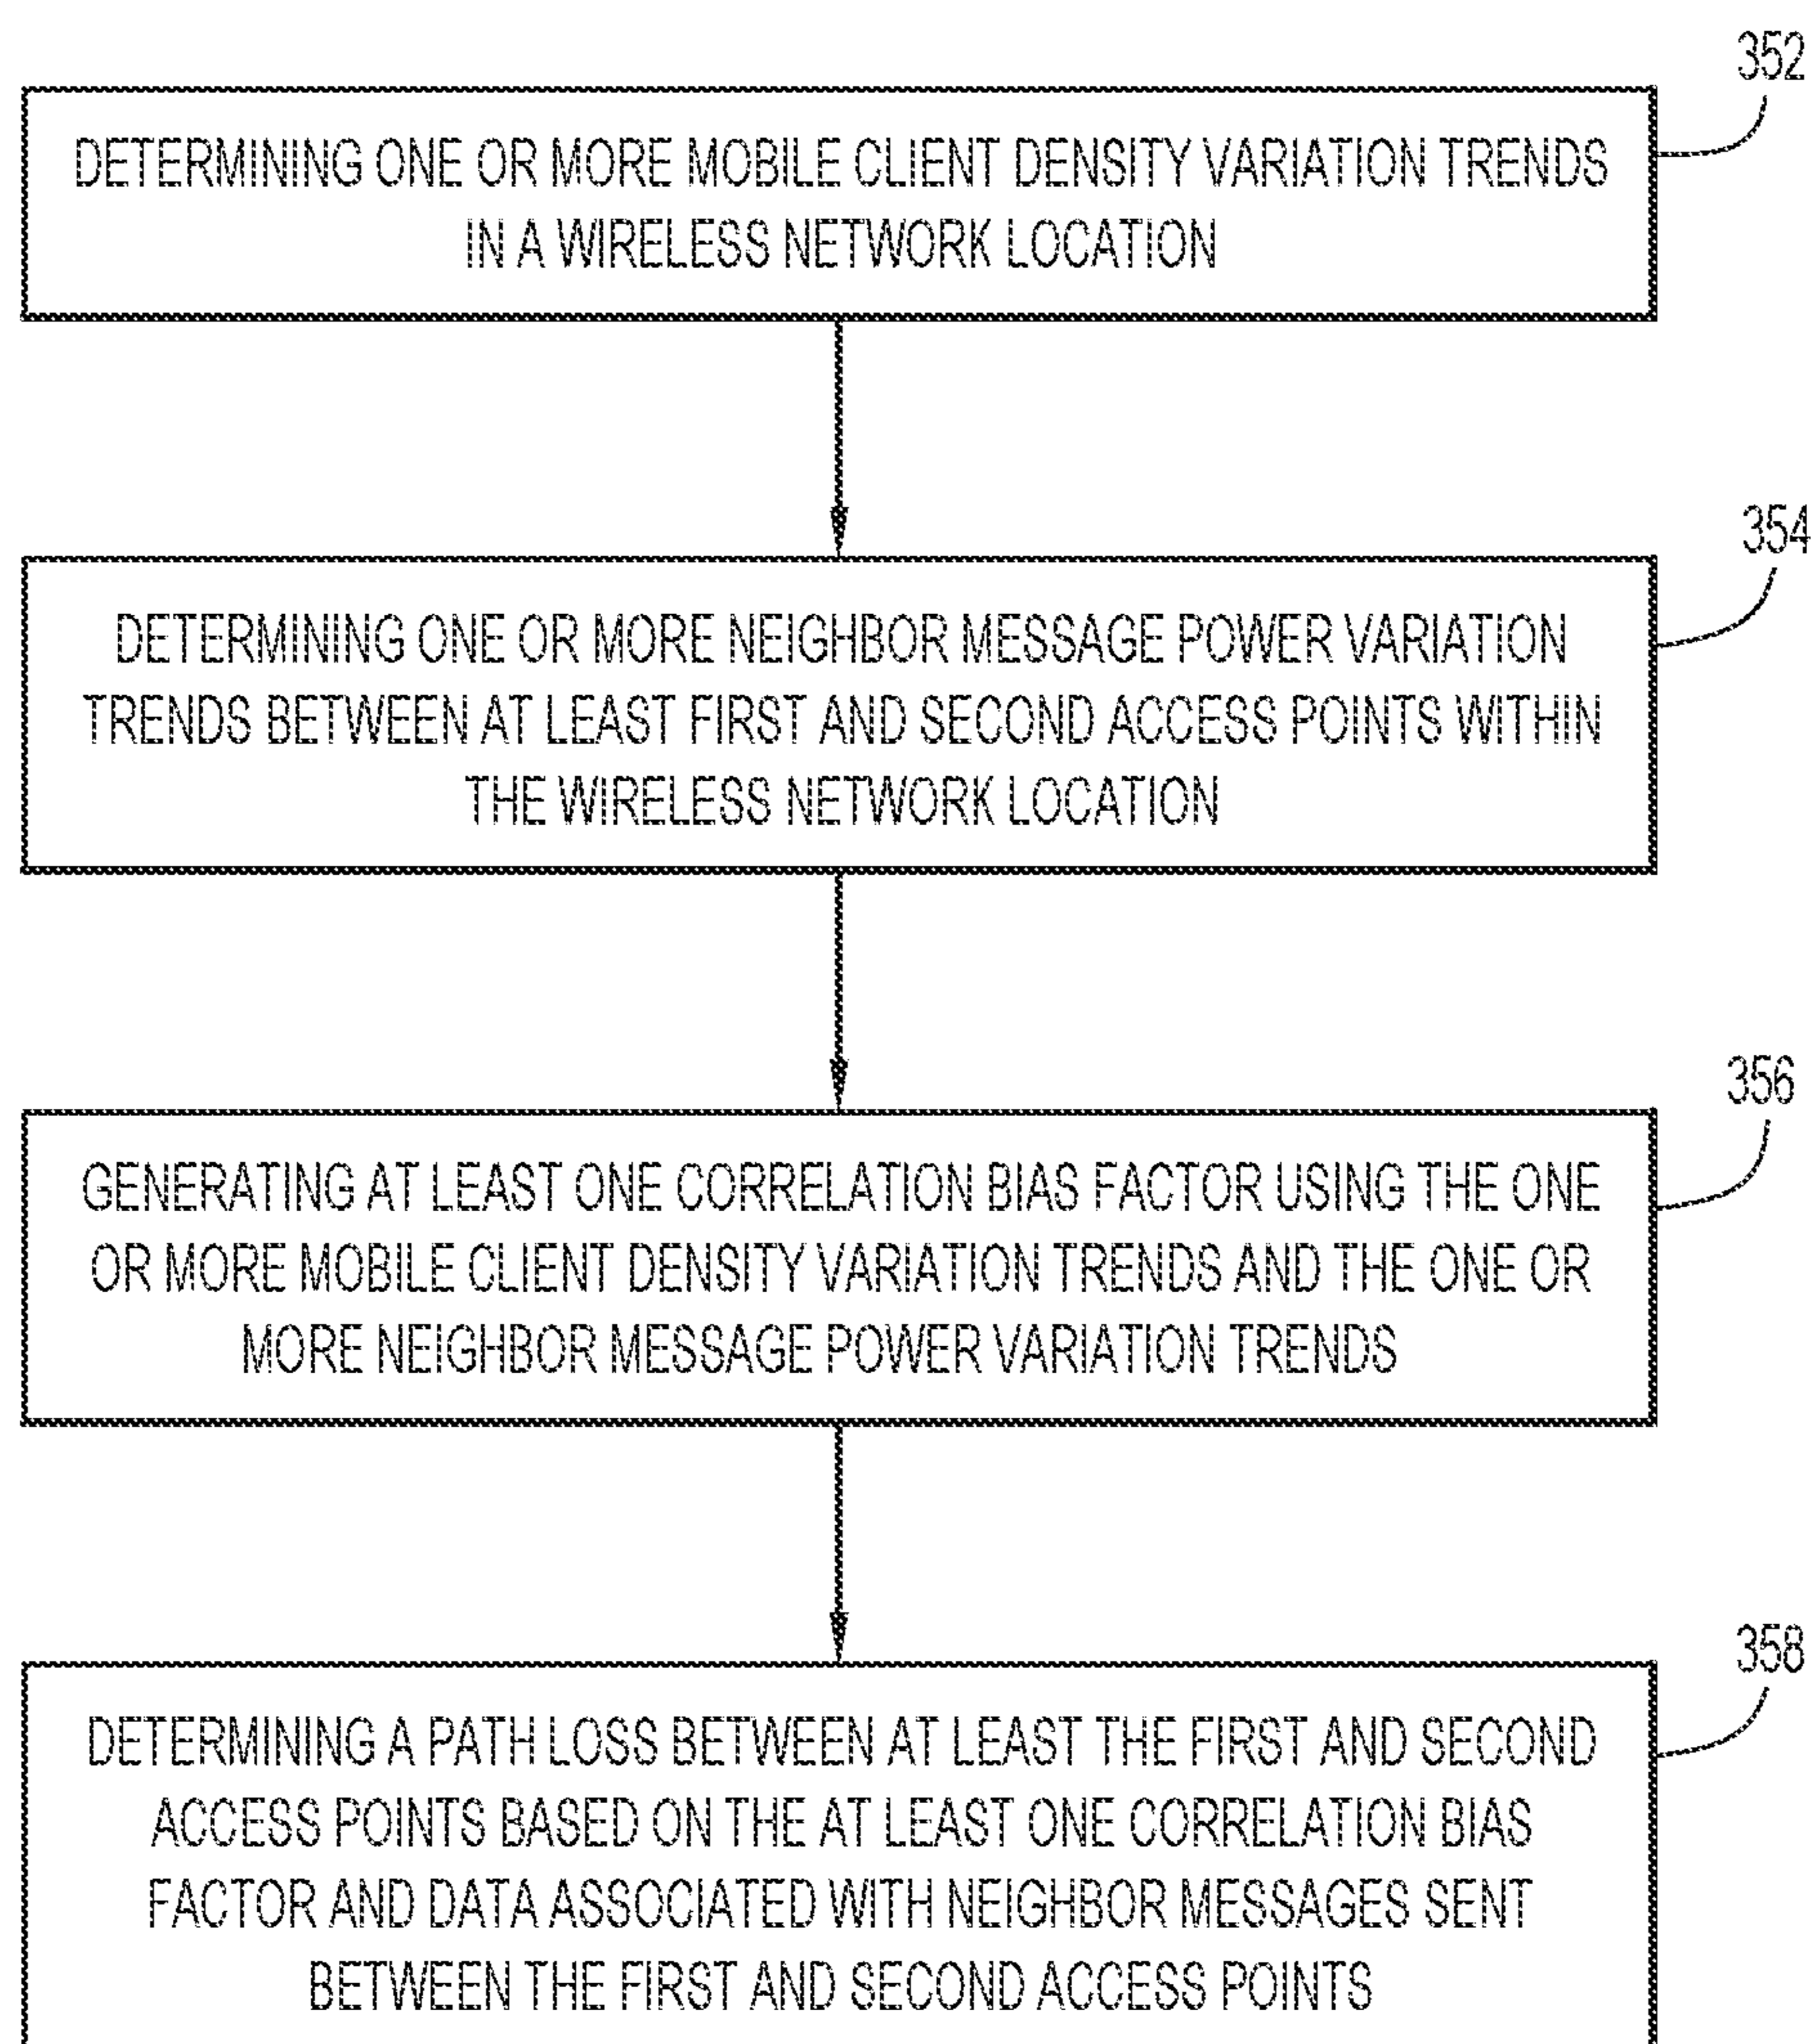 352
DETERMINING ONE OR MORE MOBILE CLIENT DENSITY VARIATION TRENDS
IN A WIRELESS NETWORK LOCATION
354
DETERMINING ONE OR MORE NEIGHBOR MESSAGE POWER VARIATION
TRENDS BETWEEN AT LEAST FIRST AND SECOND ACCESS POINTS WITHIN
THE WIRELESS NETWORK LOCATION
356
GENERATING AT LEAST ONE CORRELATION BIAS FACTOR USING THE ONE
OR MORE MOBILE CLIENT DENSITY VARIATION TRENDS AND THE ONE OR
MORE NEIGHBOR MESSAGE POWER VARIATION TRENDS
358
DETERMINING A PATH LOSS BETWEEN AT LEAST THE FIRST AND SECOND
ACCESS POINTS BASED ON THE AT LEAST ONE CORRELATION BIAS
FACTOR AND DATA ASSOCIATED WITH NEIGHBOR MESSAGES SENT
BETWEEN THE FIRST AND SECOND ACCESS POINTS